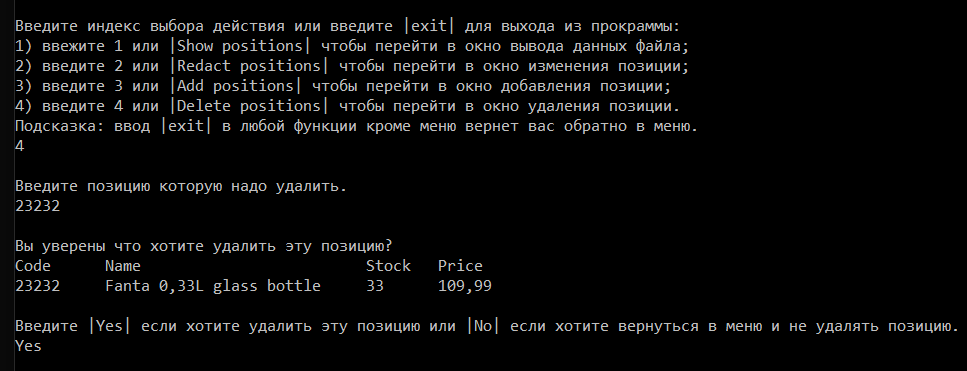 Введите индекс выбора действия или введите |exit| для выхода из прокраммы:
1) ввежите 1 или |Show positions| чтобы перейти в окно вывода данных файла;
2) введите 2 или |Redact positions| чтобы перейти в окно изменения позиции;
3) введите 3 или |Add positions| чтобы перейти в окно добавления позиции;
4) введите 4 или |Delete positions| чтобы перейти в окно удаления позиции.
Подсказка: ввод |exit| в любой функции кроме меню вернет вас обратно в меню.
4
Введите позицию которую надо удалить.
23232
Вы уверены что хотите удалить эту позицию?
Code Name Stock Price
23232 Fanta 0,33L glass bottle 33 109,99
Введите |Yes| если хотите удалить эту позицию или |No| если хотите вернуться в меню и не удалять позицию.
Yes